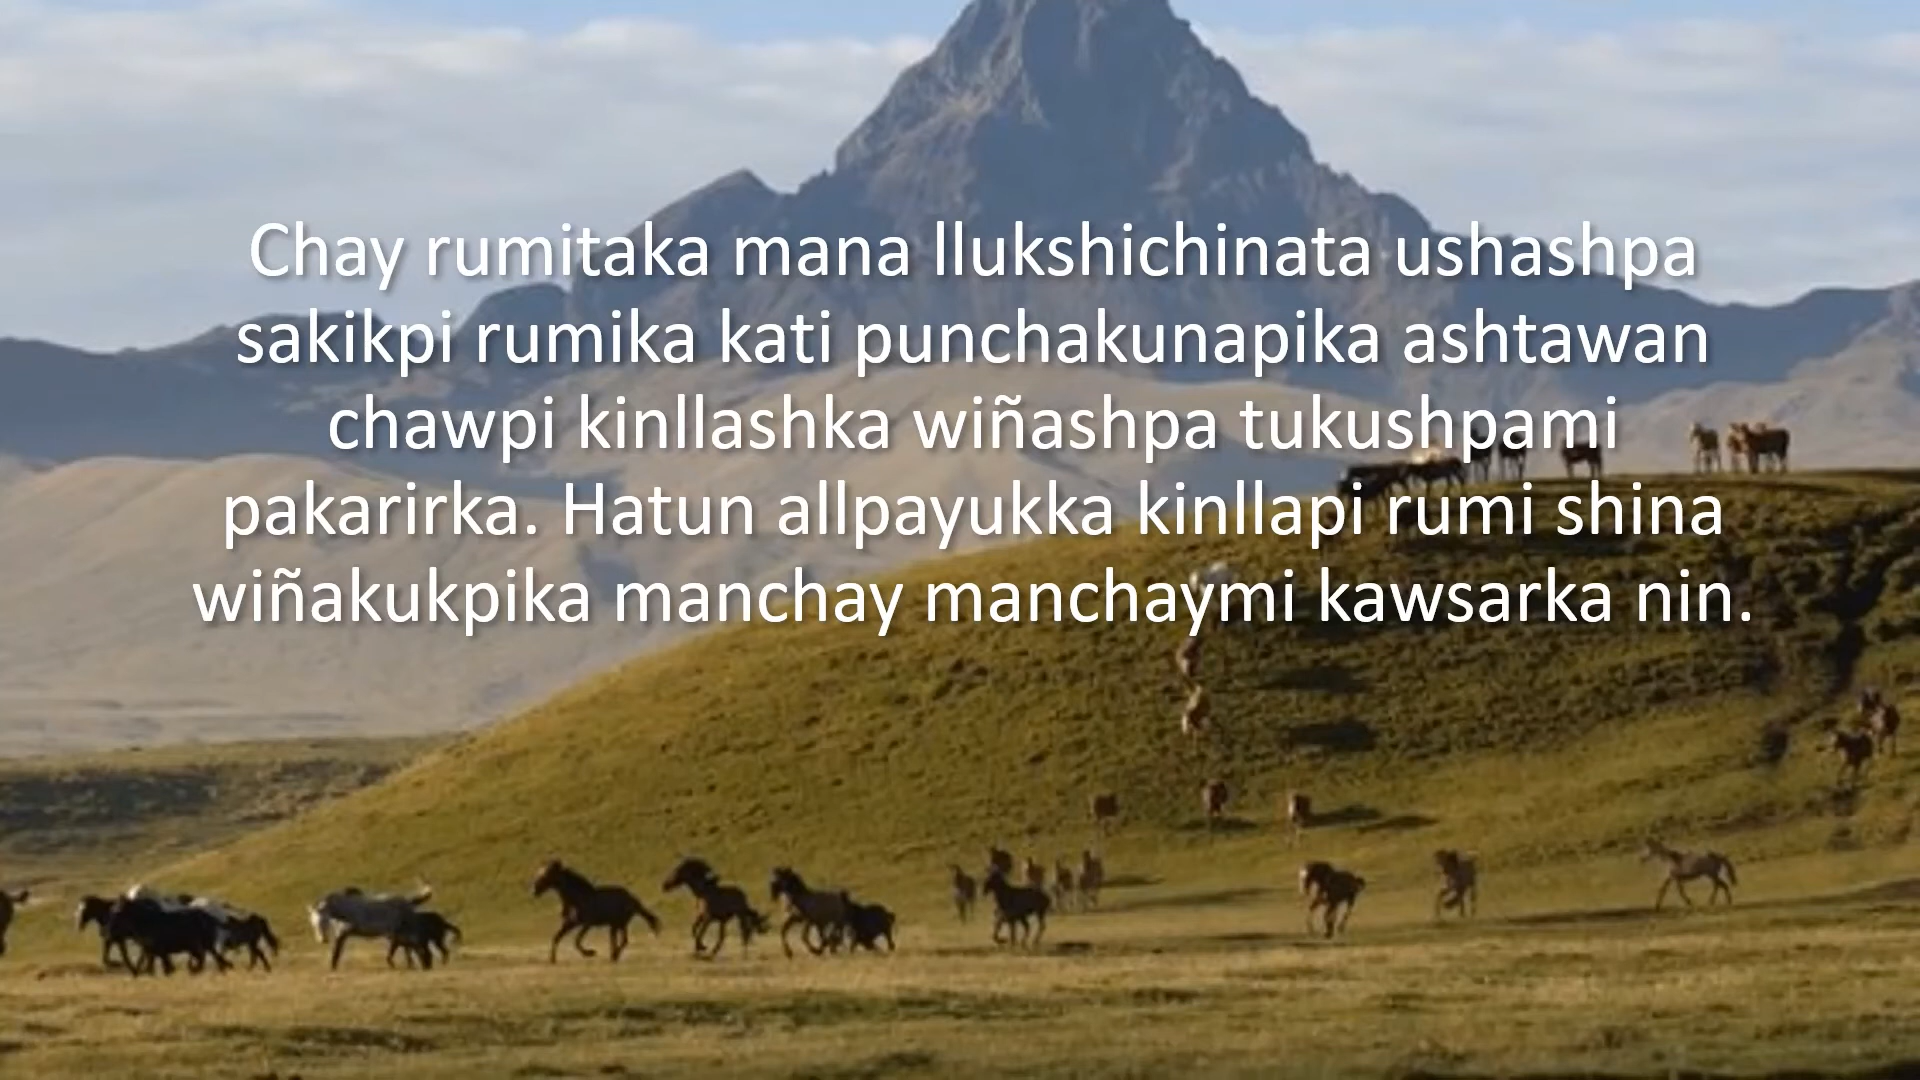 Chay rumitaka mana llukshichinata ushashpa
sakikpi rumika kati punchakunapika ashtawan
chawpi kinllashka wiñashpa tukushpami
pakarirka. Hatun allpayukka kinllapi rumi shina
wiñakukpika manchay manchaymi kawsarka nin.